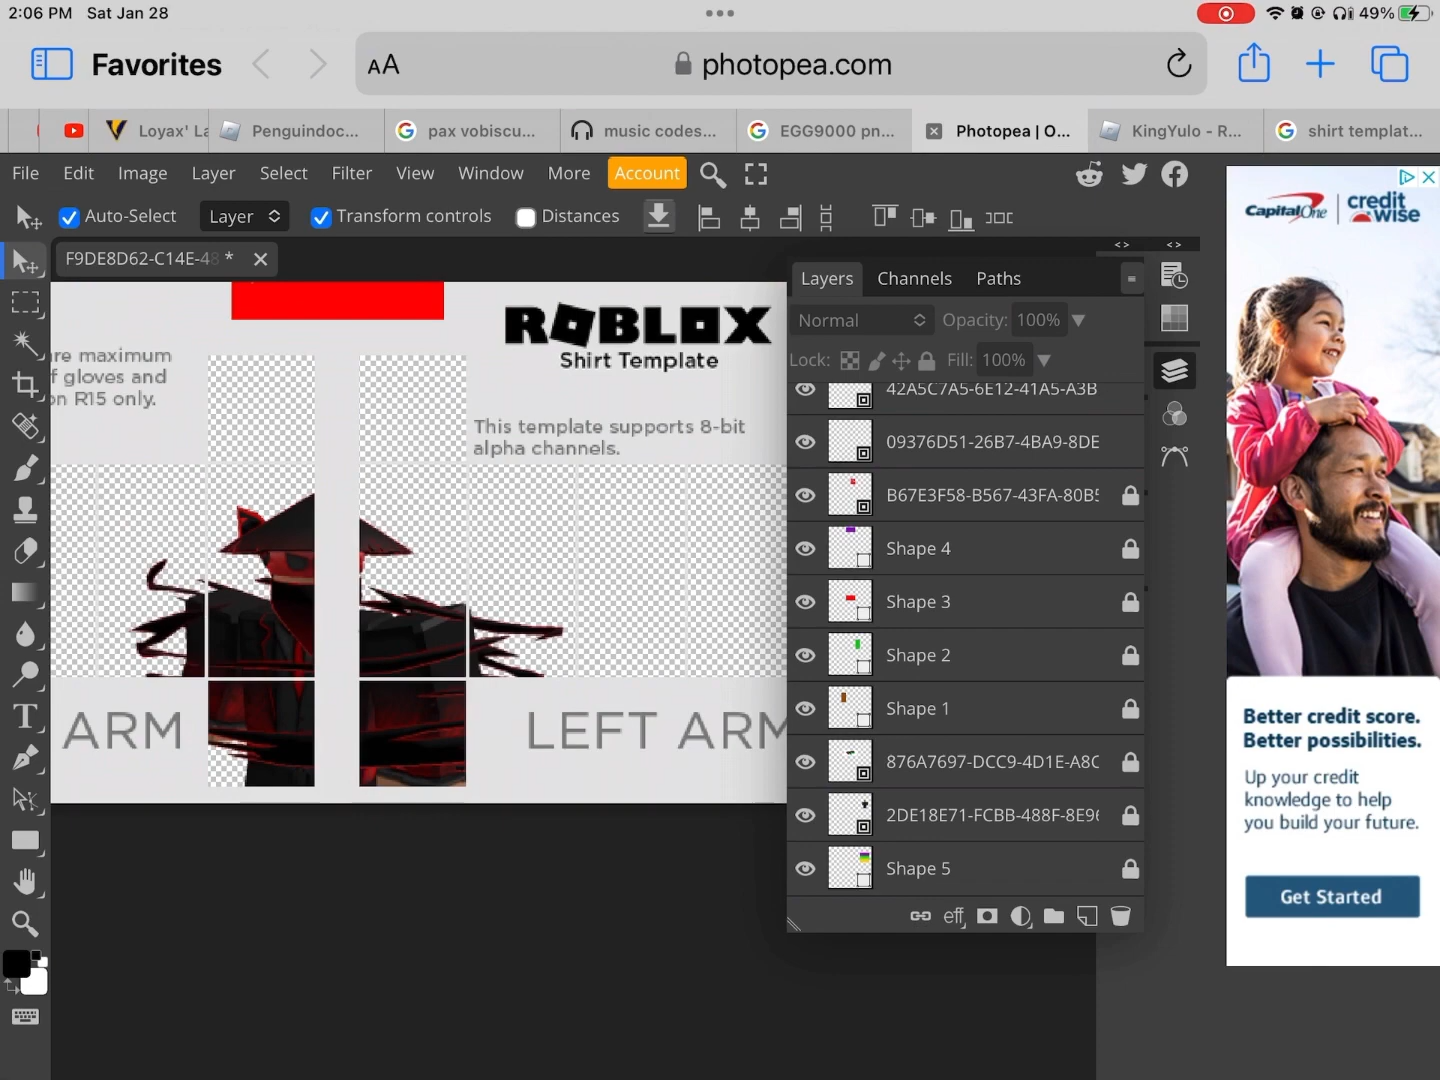 2:06 PM Sat Jan 28
49%
Favorites
AA
photopea.com
Loyax' La
Penguindoc...
pax vobiscu...
music codes...
EGG9000 pn...
Photopea | O...
KingYulo - R...
shirt templat...
File Edit Image Layer Select Filter View Window More Account
Auto-Select Layer Transform controls Distances
F9DE8D62-C14E-48 *
Layers Channels Paths
Normal Opacity: 100%
Lock: Fill: 100%
42A5C7A5-6E12-41A5-A3B
09376D51-26B7-4BA9-8DE
B67E3F58-B567-43FA-80B5
Shape 4
Shape 3
Shape 2
Shape 1
876A7697-DCC9-4D1E-A8C
2DE18E71-FCBB-488F-8E96
Shape 5
eff
re maximum
f gloves and
on R15 only.
ROBLOX
Shirt Template
This template supports 8-bit
alpha channels.
ARM
LEFT ARM
T
Capital One credit wise
Better credit score.
Better possibilities.
Up your credit
knowledge to help
you build your future.
Get Started